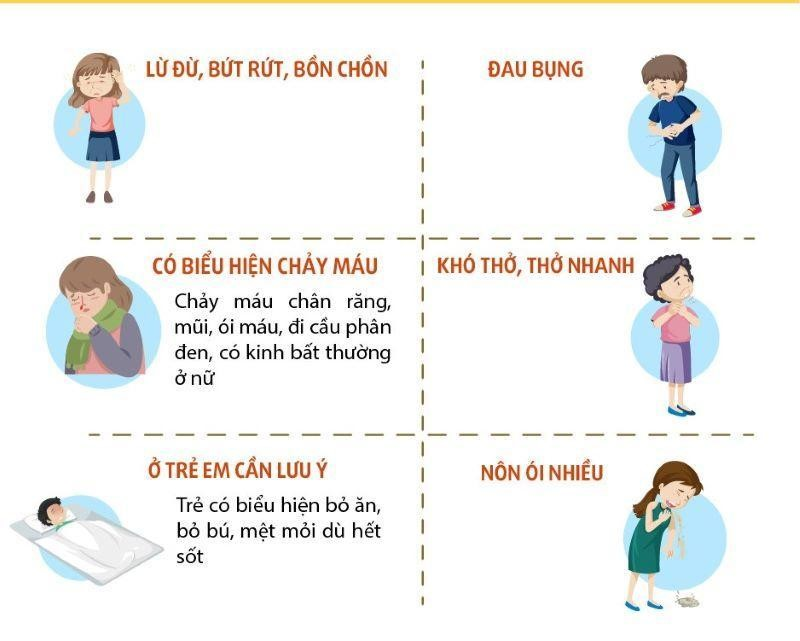 LỪ ĐỪ, BỨT RỨT, BỒN CHỒN
ĐAU BỤNG
CÓ BIỂU HIỆN CHẢY MÁU
Chảy máu chân răng,
mũi, ói máu, đi cầu phân
đen, có kinh bất thường
ở nữ
KHÓ THỞ, THỞ NHANH
Ở TRẺ EM CẦN LƯU Ý
Trẻ có biểu hiện bỏ ăn,
bỏ bú, mệt mỏi dù hết
sốt
NÔN ÓI NHIỀU